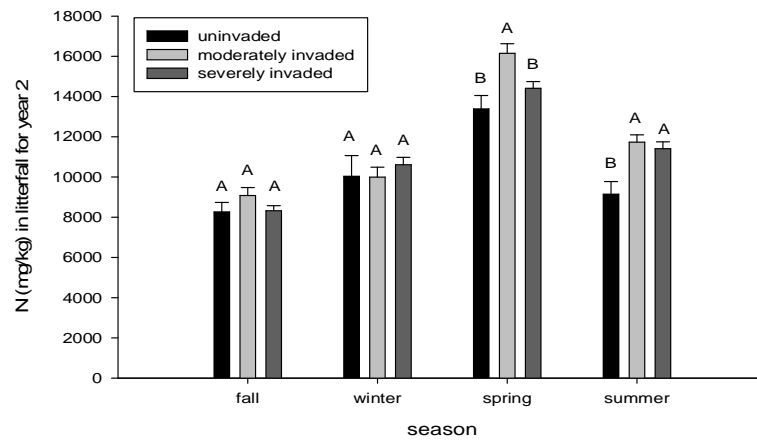 18000
16000
14000
12000
10000
8000
6000
4000
2000
0
N (mg/kg) in litterfall for year 2
uninvaded
moderately invaded
severely invaded
A A A
A A A
B A B
B A A
fall winter spring summer
season